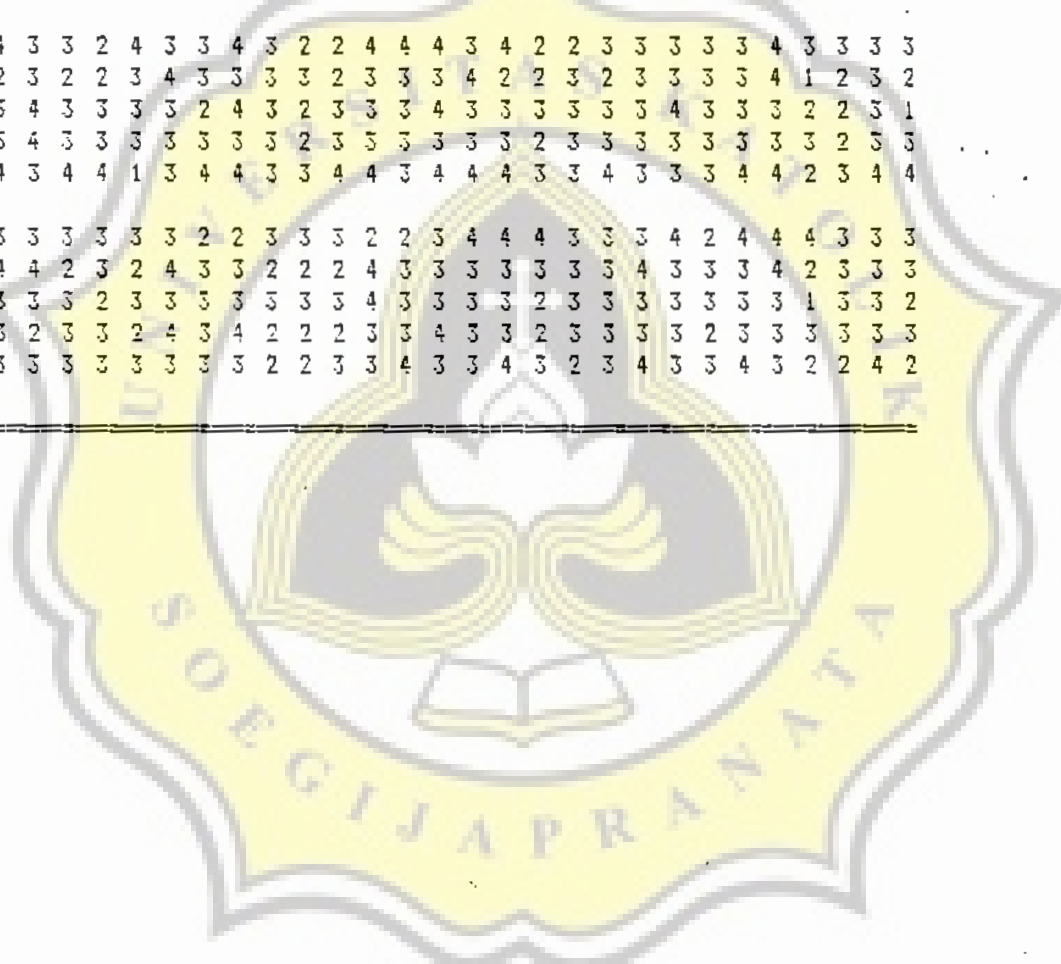 3 3 2 4 3 3 4 3 2 2 4 4 4 3 4 2 2 3 3 3 3 3 4 3 3 3 3
3 2 2 3 4 3 3 3 3 2 3 3 3 4 2 2 3 2 3 3 3 3 4 1 2 3 2
4 3 3 3 3 2 4 3 2 3 3 3 4 3 3 3 3 3 3 4 3 3 3 2 2 3 1
4 3 3 3 3 3 3 3 2 3 3 3 3 3 3 2 3 3 3 3 3 3 3 3 2 3 3
3 4 4 1 3 4 4 3 3 4 4 3 4 4 4 3 3 4 3 3 3 4 4 2 3 4 4
3 3 3 3 3 2 2 3 3 3 2 2 3 4 4 4 3 3 3 4 2 4 4 4 3 3 3
4 2 3 2 4 3 3 2 2 2 4 3 3 3 3 3 3 3 4 3 3 3 4 2 3 3 3
3 3 2 3 3 3 3 3 3 3 4 3 3 3 3 2 3 3 3 3 3 3 3 1 3 3 2
2 3 3 2 4 3 4 2 2 2 3 3 4 3 3 2 3 3 3 3 2 3 3 3 3 3 3
3 3 3 3 3 3 3 2 2 3 3 4 3 3 4 3 2 3 4 3 3 4 3 2 2 4 2
UNIVERSITAS KATOLIK
SOEGIJAPRANATA